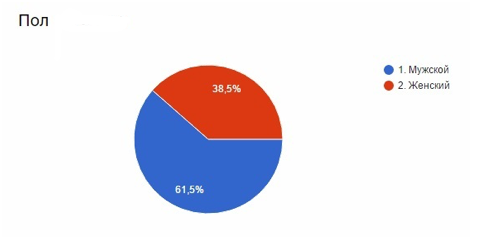 Пол
1. Мужской
2. Женский
38,5%
61,5%